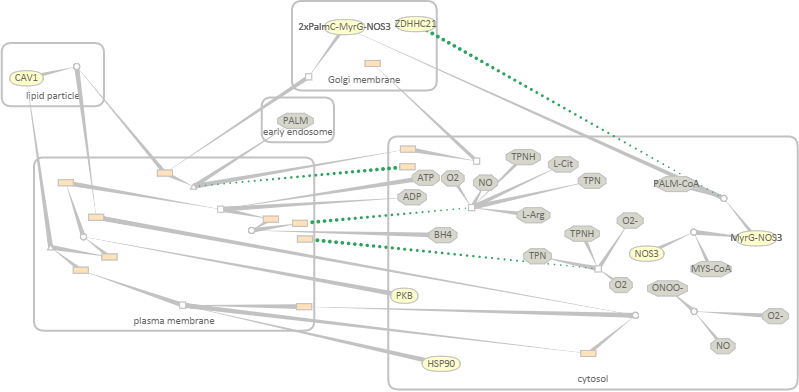 2xPalmC-MyrG-NOS3
ZDHHC21
CAV1
lipid particle
Golgi membrane
PALM
early endosome
TPNH
L-Cit
ATP
O2
NO
TPN
PALM-CoA
ADP
L-Arg
O2-
BH4
TPNH
MyrG-NOS3
TPN
NOS3
MYS-CoA
O2
ONOO-
PKB
O2-
plasma membrane
NO
HSP90
cytosol